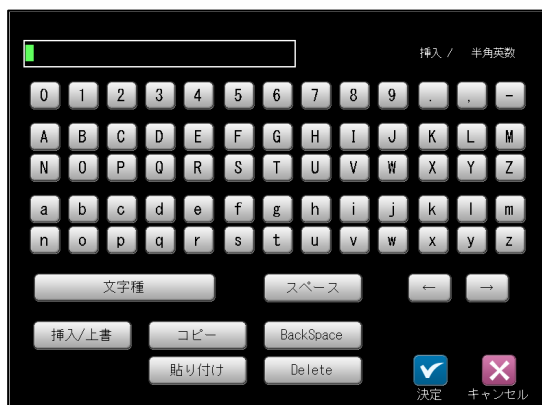 挿入 / 半角英数
0 1 2 3 4 5 6 7 8 9 . , -
A B C D E F G H I J K L M
N O P Q R S T U V W X Y Z
a b c d e f g h i j k l m
n o p q r s t u v w x y z
文字種 スペース ← →
挿入/上書 コピー BackSpace
貼り付け Delete
決定 キャンセル